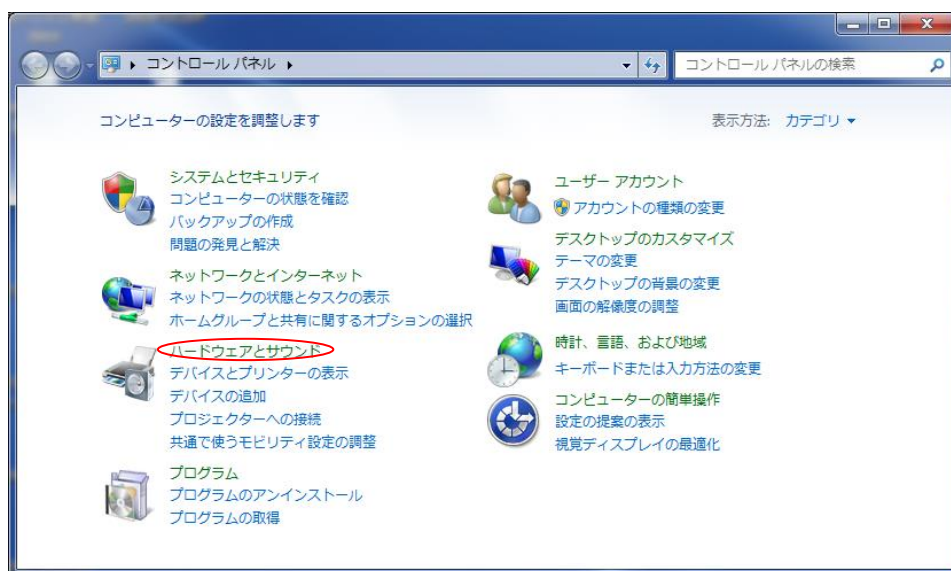 コントロール パネル
コントロール パネルの検索
コンピューターの設定を調整します
表示方法: カテゴリ
システムとセキュリティ
コンピューターの状態を確認
バックアップの作成
問題の発見と解決
ネットワークとインターネット
ネットワークの状態とタスクの表示
ホームグループと共有に関するオプションの選択
ハードウェアとサウンド
デバイスとプリンターの表示
デバイスの追加
プロジェクターへの接続
共通で使うモビリティ設定の調整
プログラム
プログラムのアンインストール
プログラムの取得
ユーザー アカウント
アカウントの種類の変更
デスクトップのカスタマイズ
テーマの変更
デスクトップの背景の変更
画面の解像度の調整
時計、言語、および地域
キーボードまたは入力方法の変更
コンピューターの簡単操作
設定の提案の表示
視覚ディスプレイの最適化